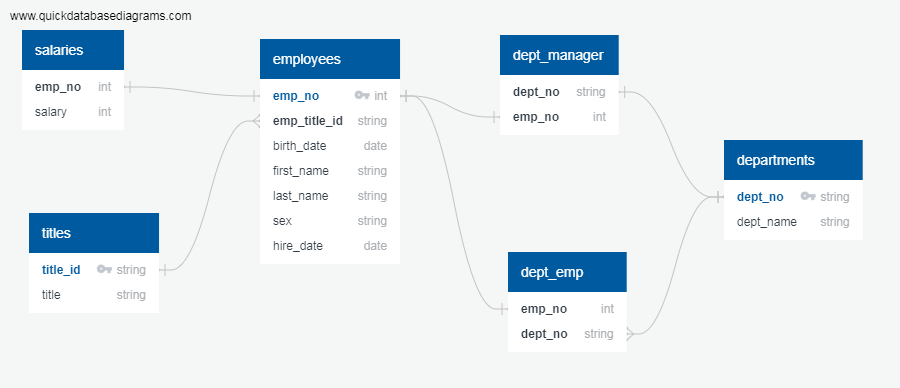 www.quickdatabasediagrams.com
salaries
emp_no int
salary int
employees
emp_no int
emp_title_id string
birth_date date
first_name string
last_name string
sex string
hire_date date
dept_manager
dept_no string
emp_no int
departments
dept_no string
dept_name string
titles
title_id string
title string
dept_emp
emp_no int
dept_no string